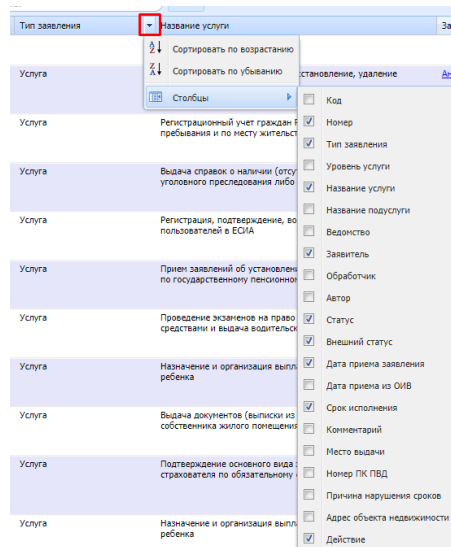 Тип заявления
Название услуги
За
Сортировать по возрастанию
Сортировать по убыванию
Столбцы
Услуга
становление, удаление
Ан
Услуга
Регистрационный учет граждан
пребывания и по месту жительст
Услуга
Выдача справок о наличии (отсу
уголовного преследования либо
Услуга
Регистрация, подтверждение, во
пользователей в ЕСИА
Услуга
Прием заявлений об установлени
по государственному пенсионно
Услуга
Проведение экзаменов на право
средствами и выдача водительск
Услуга
Назначение и организация выпл
ребенка
Услуга
Выдача документов (выписки из
собственника жилого помещения
Услуга
Подтверждение основного вида
страхователя по обязательному
Услуга
Назначение и организация выпл
ребенка
Код
Номер
Тип заявления
Уровень услуги
Название услуги
Название подуслуги
Ведомство
Заявитель
Обработчик
Автор
Статус
Внешний статус
Дата приема заявления
Дата приема из ОИВ
Срок исполнения
Комментарий
Место выдачи
Номер ПК ПВД
Причина нарушения сроков
Адрес объекта недвижимости
Действие